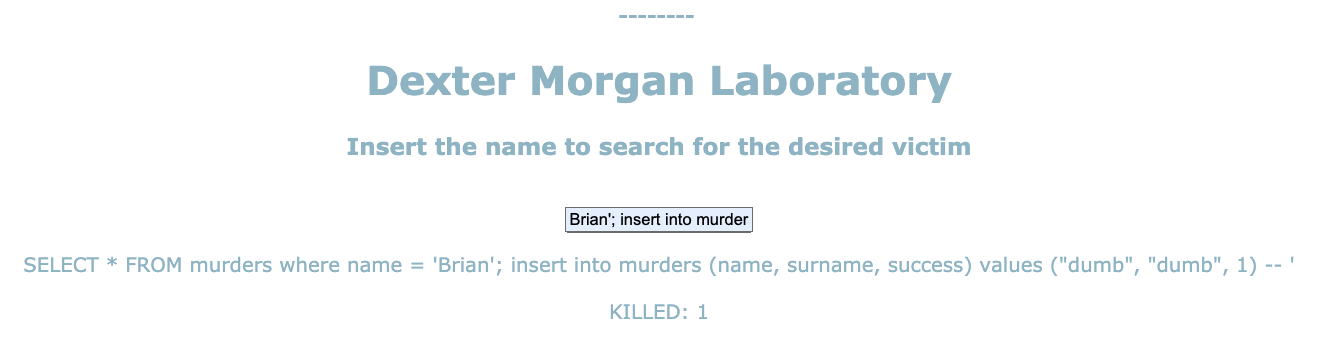 --------
Dexter Morgan Laboratory
Insert the name to search for the desired victim
Brian'; insert into murder
SELECT * FROM murders where name = 'Brian'; insert into murders (name, surname, success) values ("dumb", "dumb", 1) -- '
KILLED: 1